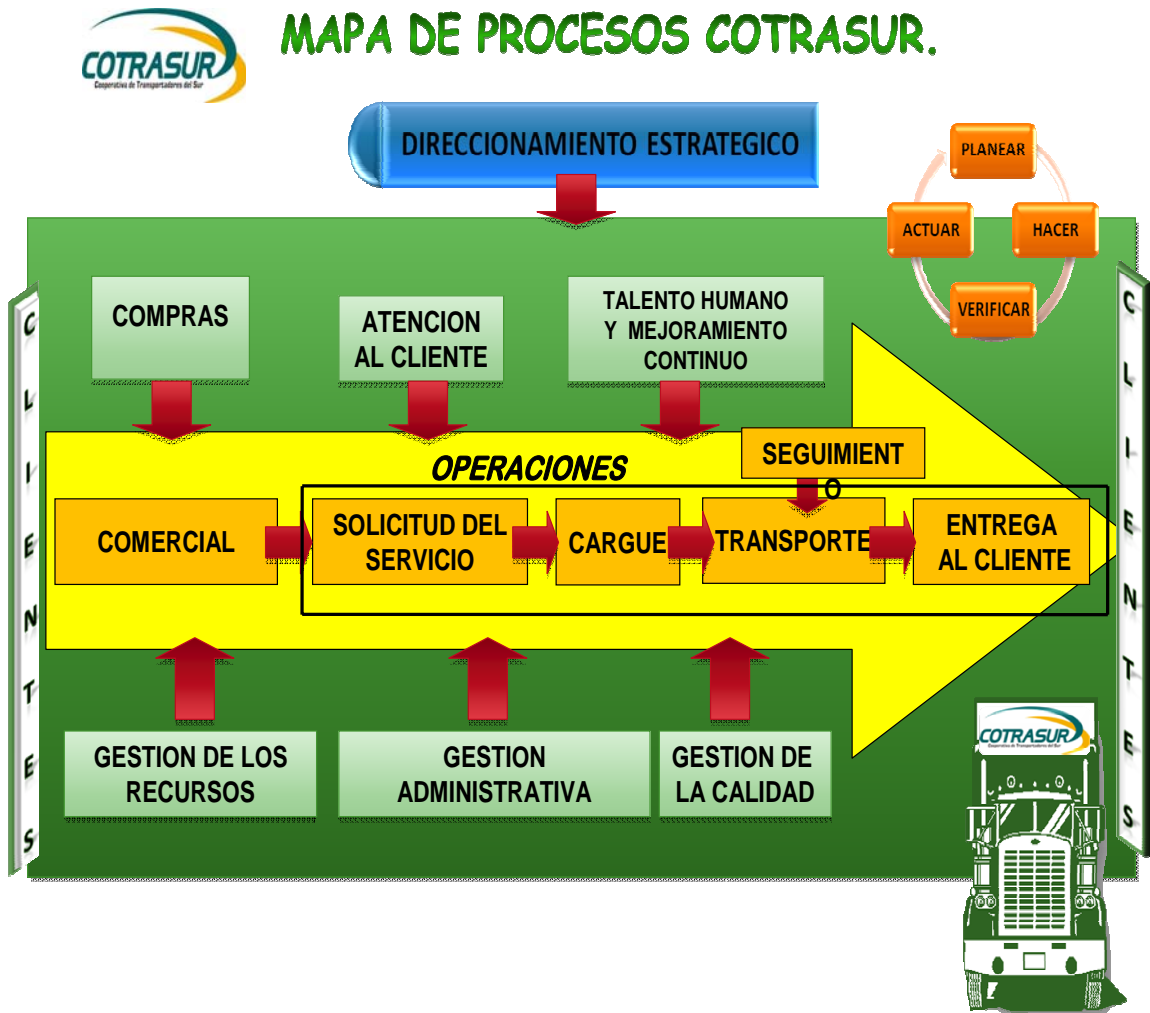 MAPA DE PROCESOS COTRASUR.
COTRASUR
Cooperativa de Transportadores del Sur
DIRECCIONAMIENTO ESTRATEGICO
PLANEAR
HACER
VERIFICAR
ACTUAR
CLIENTES
COMPRAS
ATENCION
AL CLIENTE
TALENTO HUMANO
Y MEJORAMIENTO
CONTINUO
OPERACIONES
SEGUIMIENT
O
COMERCIAL
SOLICITUD DEL
SERVICIO
CARGUE
TRANSPORTE
ENTREGA
AL CLIENTE
GESTION DE LOS
RECURSOS
GESTION
ADMINISTRATIVA
GESTION DE
LA CALIDAD
CLIENTES
COTRASUR
Cooperativa de Transportadores del Sur